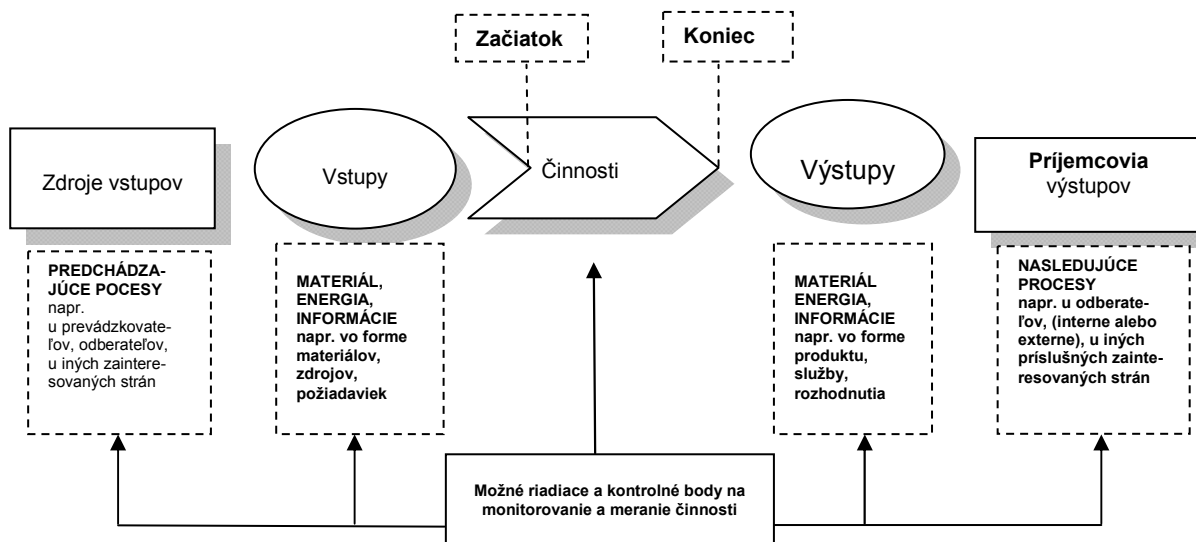 Začiatok
Koniec
Zdroje vstupov
Vstupy
Činnosti
Výstupy
Príjemcovia
výstupov
PREDCHÁDZA-
JÚCE POCESY
napr.
u prevádzkovate-
ľov, odberateľov,
u iných zaintere-
sovaných strán
MATERIÁL,
ENERGIA,
INFORMÁCIE
napr. vo forme
materiálov,
zdrojov,
požiadaviek
MATERIÁL
ENERGIA,
INFORMÁCIE
napr. vo forme
produktu,
služby,
rozhodnutia
NASLEDUJÚCE
PROCESY
napr. u odberate-
ľov, (interne alebo
externe), u iných
príslušných zainte-
resovaných strán
Možné riadiace a kontrolné body na
monitorovanie a meranie činnosti